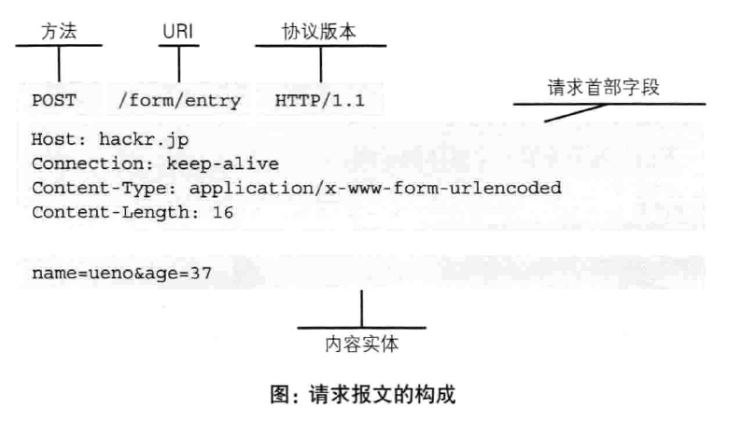 方法 URI 协议版本
请求首部字段
POST /form/entry HTTP/1.1
Host: hackr.jp
Connection: keep-alive
Content-Type: application/x-www-form-urlencoded
Content-Length: 16
name=ueno&age=37
内容实体
图：请求报文的构成